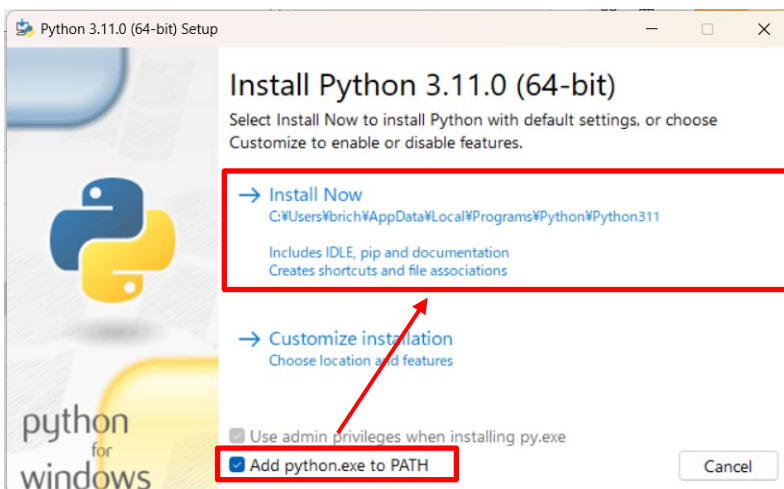 Python 3.11.0 (64-bit) Setup
Install Python 3.11.0 (64-bit)
Select Install Now to install Python with default settings, or choose
Customize to enable or disable features.
→ Install Now
C:¥Users¥brich¥AppData¥Local¥Programs¥Python¥Python311
Includes IDLE, pip and documentation
Creates shortcuts and file associations
→ Customize installation
Choose location and features
python
for
windows
Use admin privileges when installing py.exe
Add python.exe to PATH
Cancel